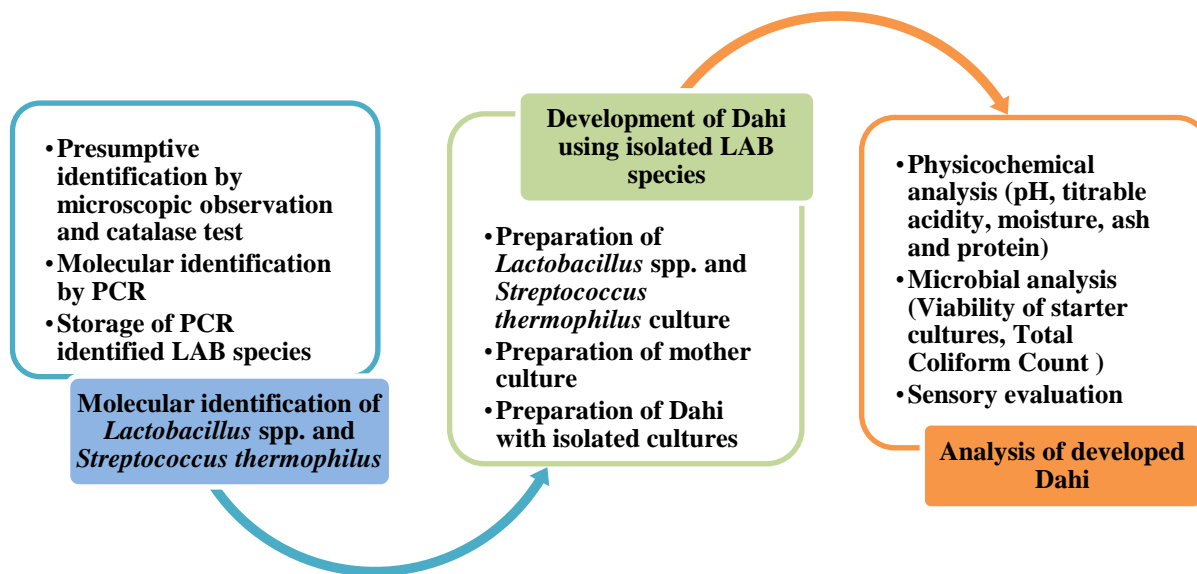 •Presumptive
identification by
microscopic observation
and catalase test
•Molecular identification
by PCR
•Storage of PCR
identified LAB species
Molecular identification of
Lactobacillus spp. and
Streptococcus thermophilus
Development of Dahi
using isolated LAB
species
•Preparation of
Lactobacillus spp. and
Streptococcus
thermophilus culture
•Preparation of mother
culture
•Preparation of Dahi
with isolated cultures
•Physicochemical
analysis (pH, titrable
acidity, moisture, ash
and protein)
•Microbial analysis
(Viability of starter
cultures, Total
Coliform Count )
•Sensory evaluation
Analysis of developed
Dahi